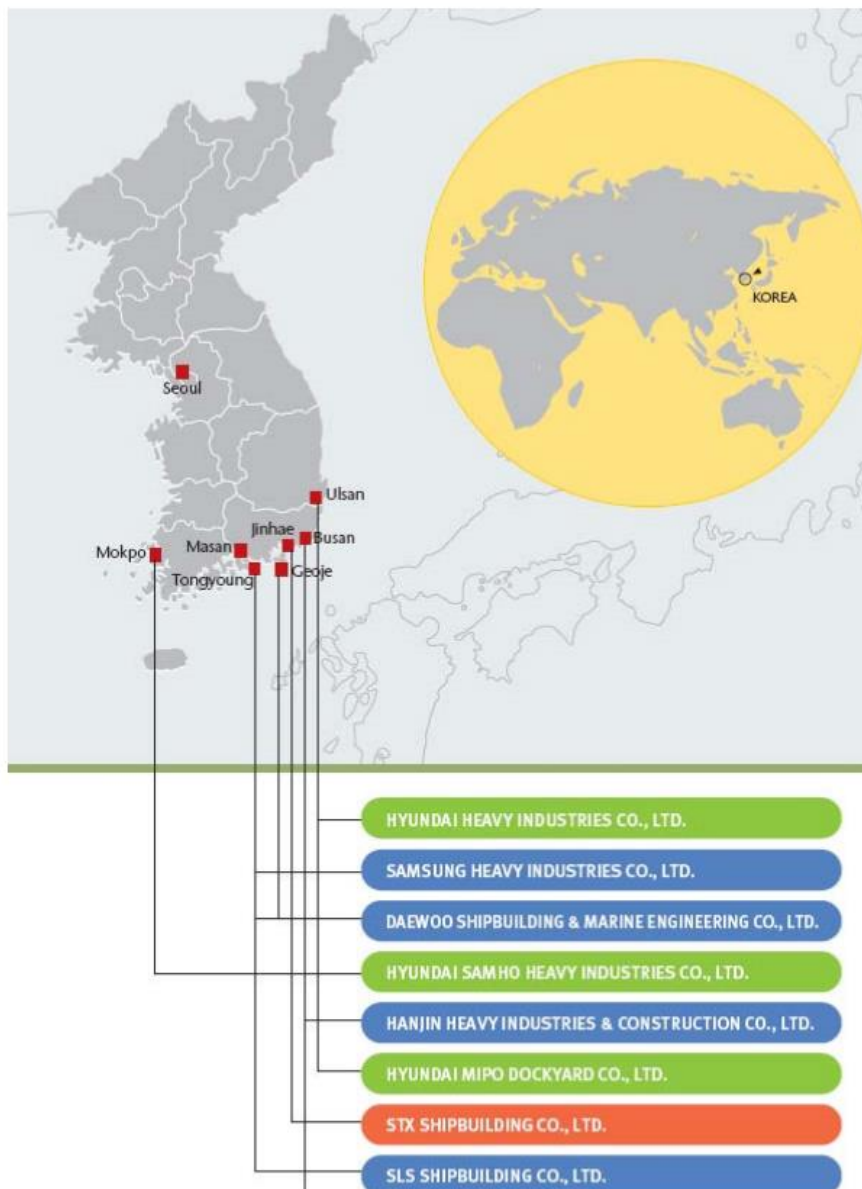 KOREA
Seoul
Ulsan
Jinhae
Busan
Masan
Mokpo
Tongyoung
Geoje
HYUNDAI HEAVY INDUSTRIES CO., LTD.
SAMSUNG HEAVY INDUSTRIES CO., LTD.
DAEWOO SHIPBUILDING & MARINE ENGINEERING CO., LTD.
HYUNDAI SAMHO HEAVY INDUSTRIES CO., LTD.
HANJIN HEAVY INDUSTRIES & CONSTRUCTION CO., LTD.
HYUNDAI MIPO DOCKYARD CO., LTD.
STX SHIPBUILDING CO., LTD.
SLS SHIPBUILDING CO., LTD.